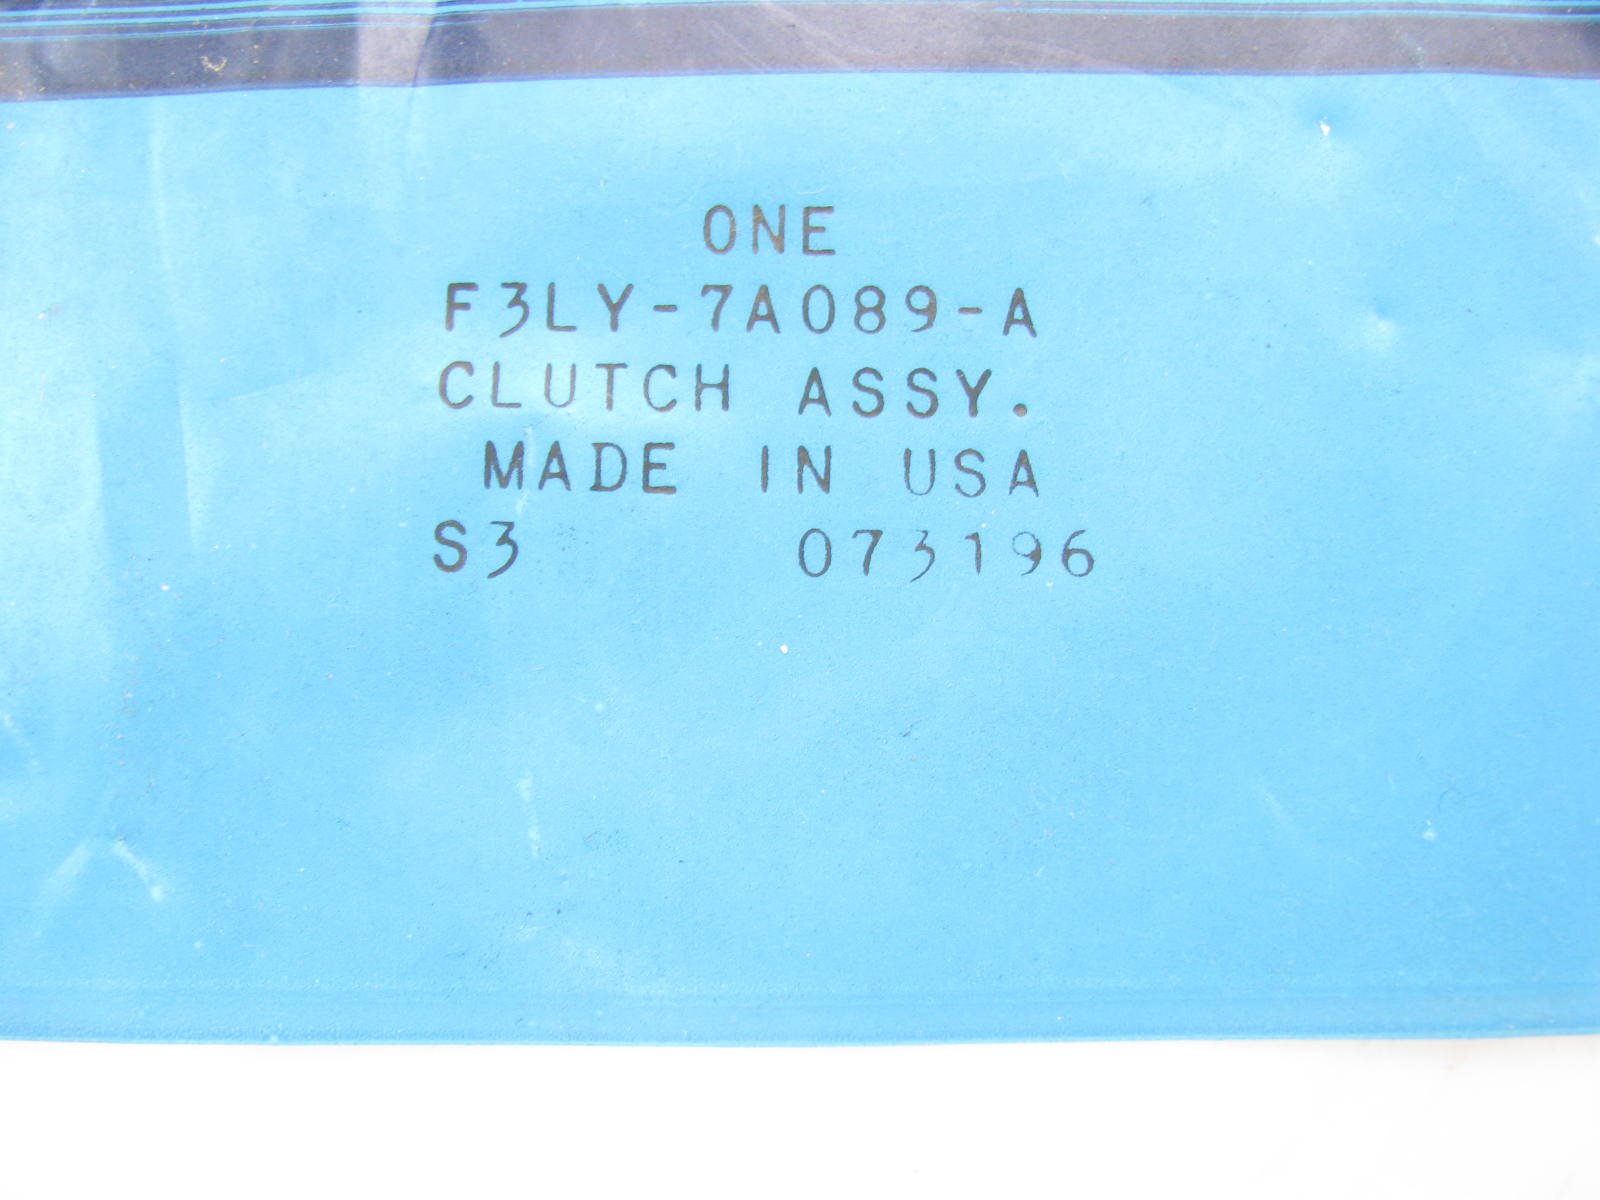 ONE
F3LY-7A089-A
CLUTCH ASSY.
MADE IN USA
S3 073196